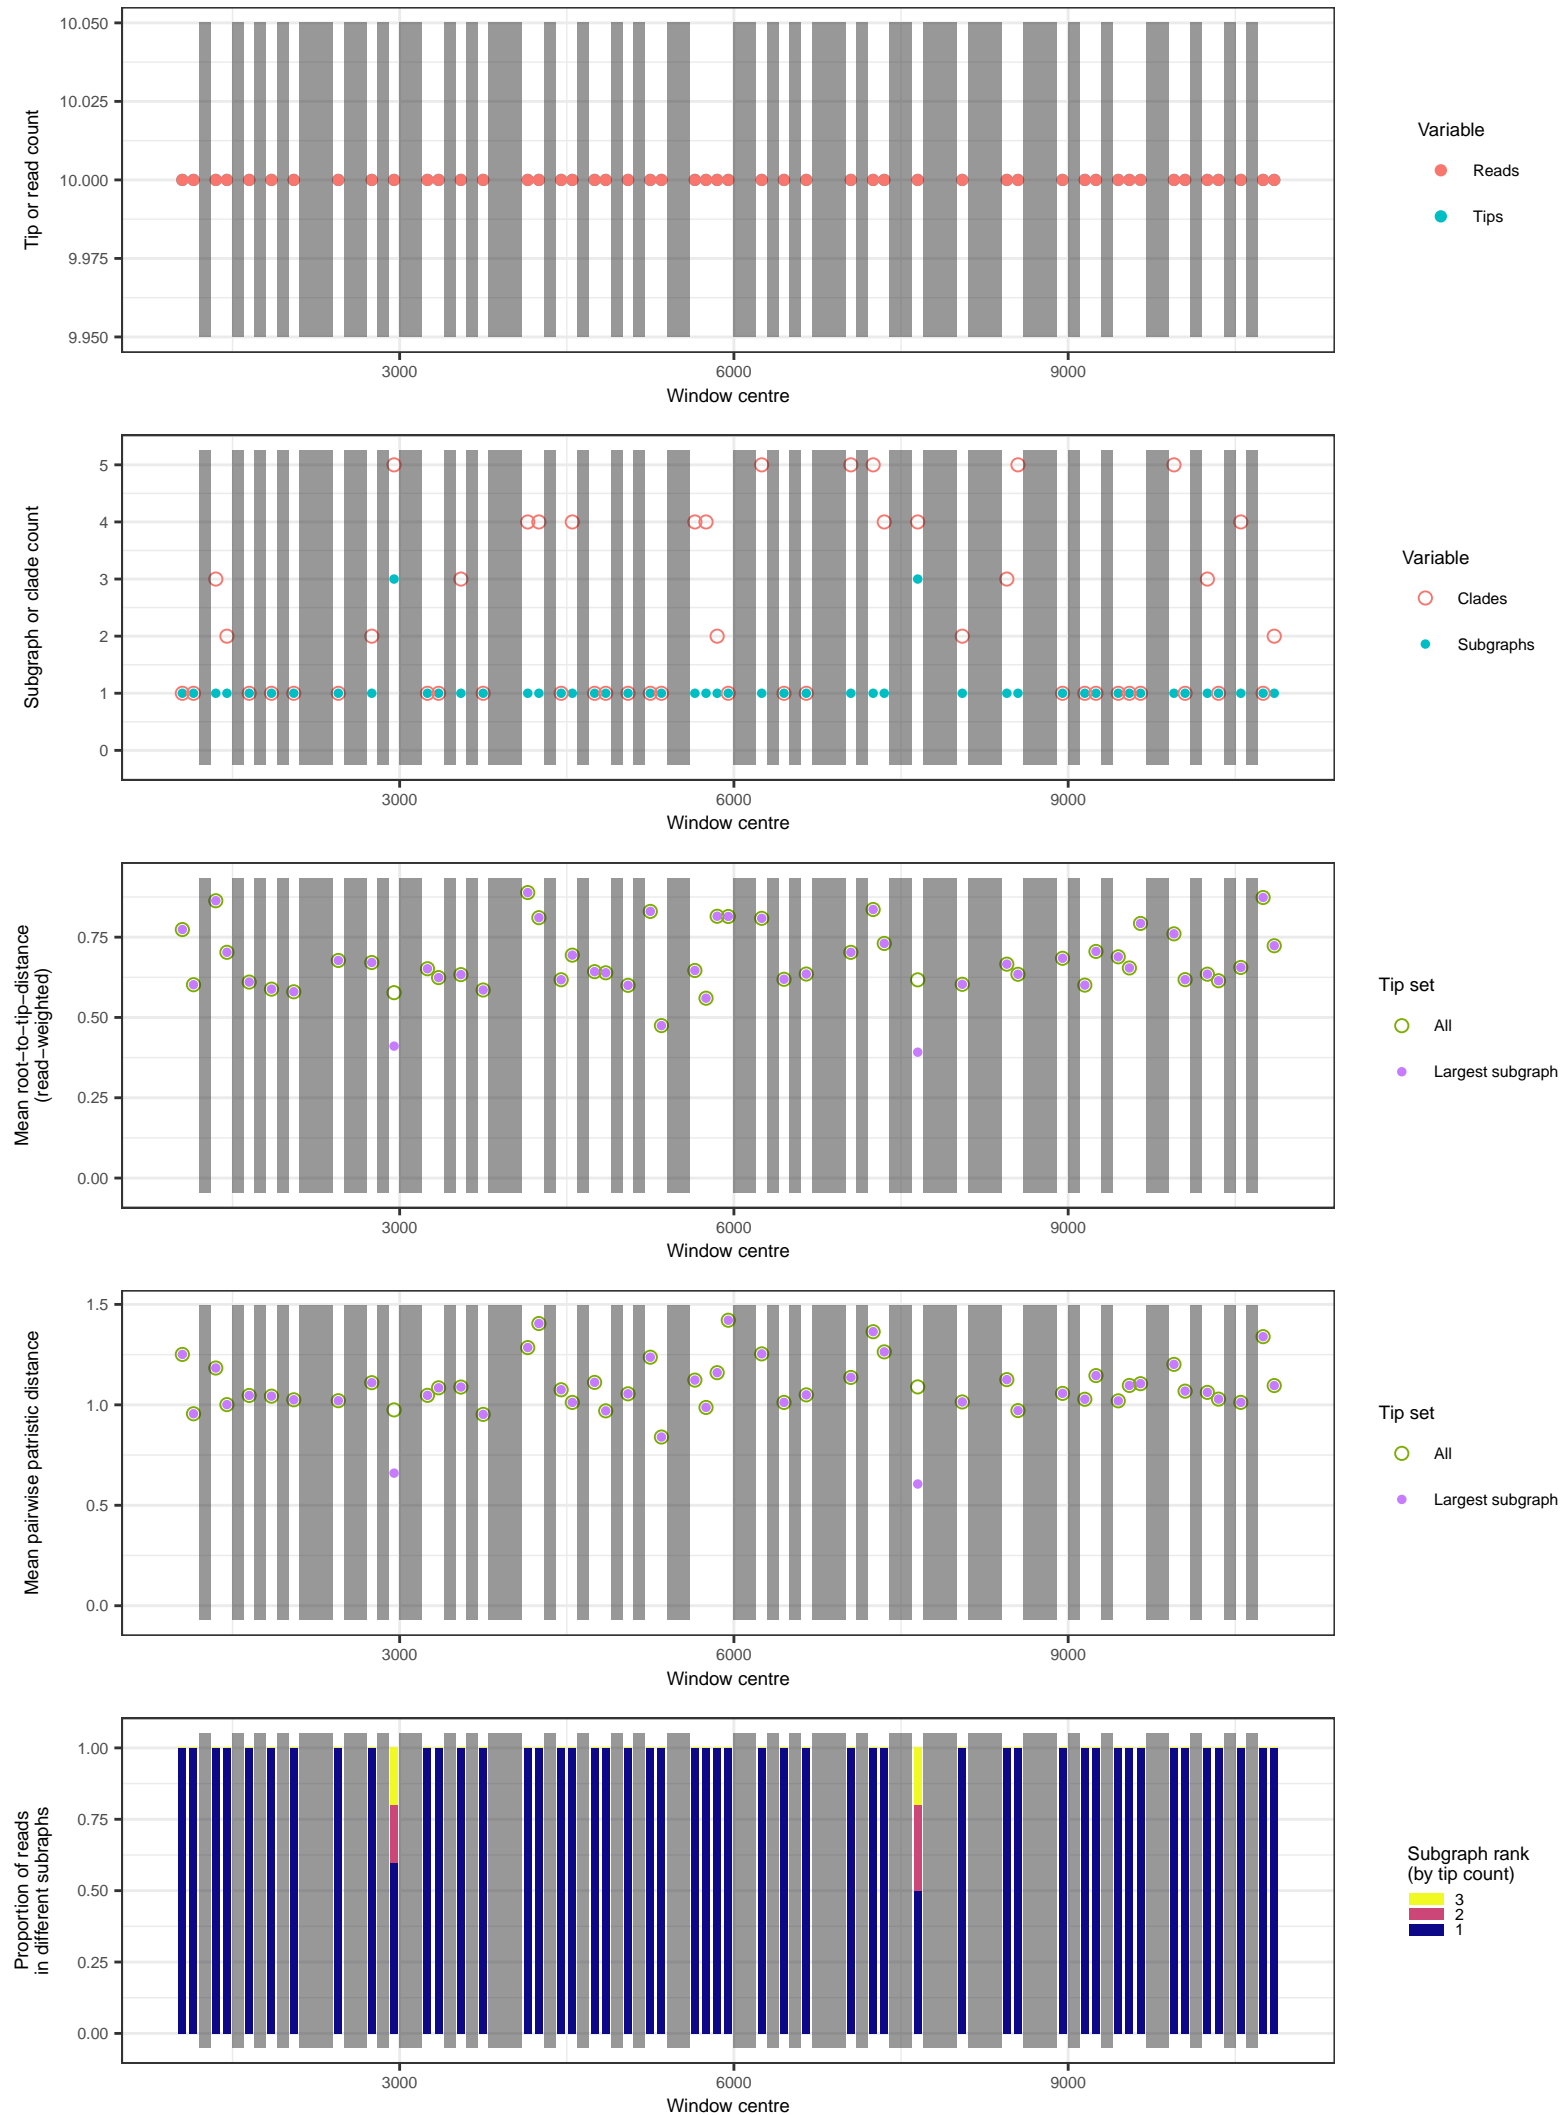 10.050
10.025
10.000
9.975
9.950
Tip or read count
3000
6000
9000
Window centre
Variable
Reads
Tips
5
4
3
2
1
0
Subgraph or clade count
3000
6000
9000
Window centre
Variable
Clades
Subgraphs
0.75
0.50
0.25
0.00
Mean root−to−tip−distance
(read−weighted)
3000
6000
9000
Window centre
Tip set
All
Largest subgraph
1.5
1.0
0.5
0.0
Mean pairwise patristic distance
3000
6000
9000
Window centre
Tip set
All
Largest subgraph
1.00
0.75
0.50
0.25
0.00
Proportion of reads
in different subraphs
3000
6000
9000
Window centre
Subgraph rank
(by tip count)
3
2
1